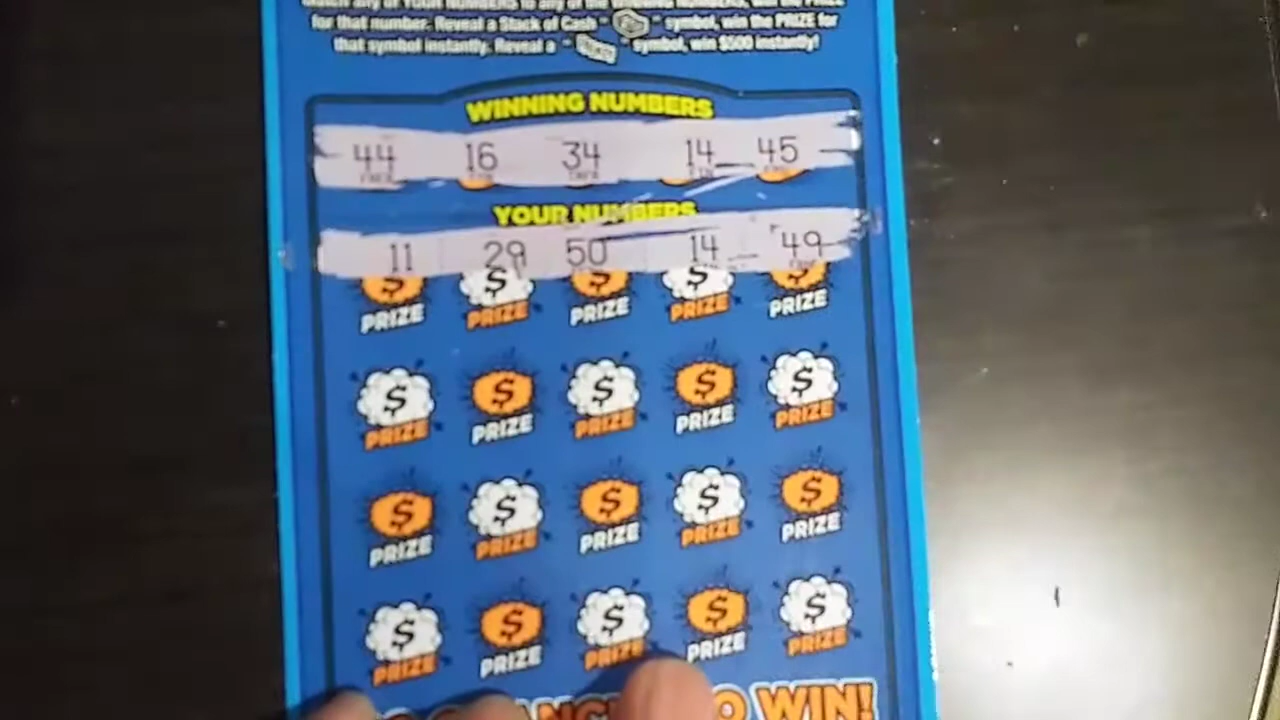 for that number. Reveal a Stack of Cash " " symbol, win the PRIZE for
that symbol instantly. Reveal a " " symbol, win $500 instantly!
WINNING NUMBERS
44 16 34 14 45
YOUR NUMBERS
11 29 50 14 49
$ $ $ $ $
PRIZE PRIZE PRIZE PRIZE PRIZE
$ $ $ $ $
PRIZE PRIZE PRIZE PRIZE PRIZE
$ $ $ $ $
PRIZE PRIZE PRIZE PRIZE PRIZE
$ $ $ $ $
PRIZE PRIZE PRIZE PRIZE PRIZE
WIN!